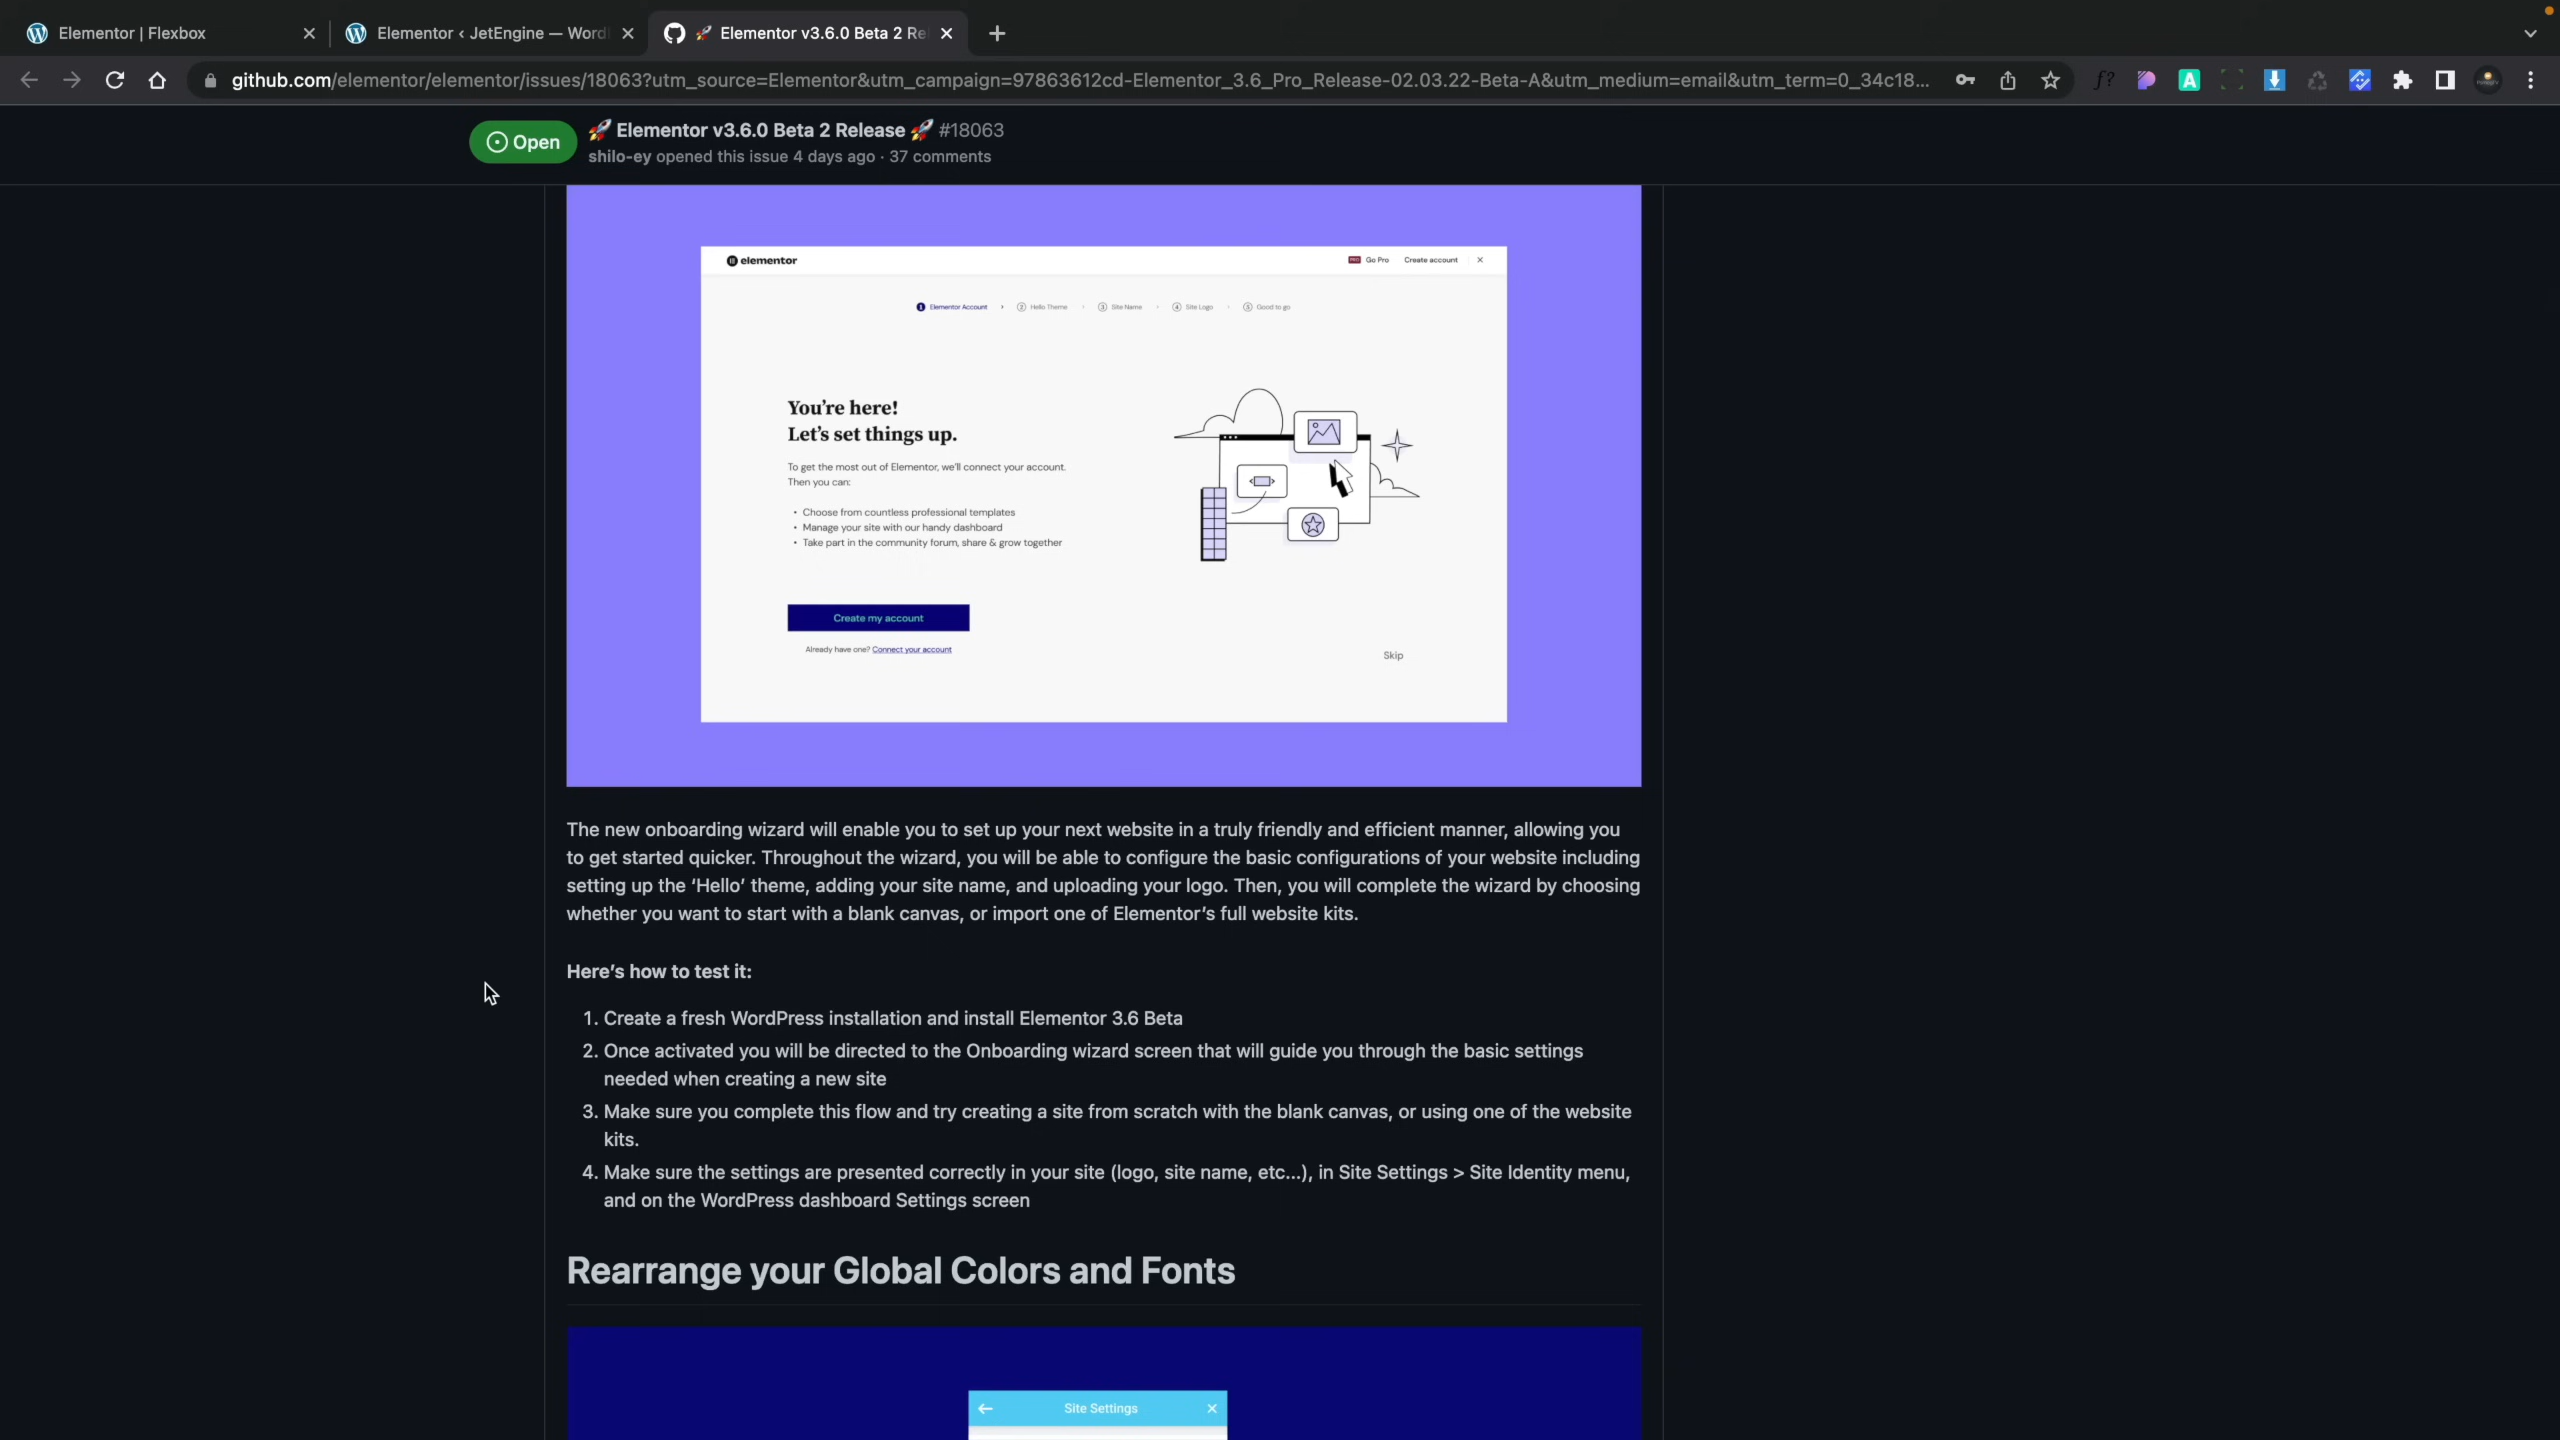 Elementor | Flexbox
Elementor ‹ JetEngine — Word
🚀 Elementor v3.6.0 Beta 2 Re
github.com/elementor/elementor/issues/18063?utm_source=Elementor&utm_campaign=97863612cd-Elementor_3.6_Pro_Release-02.03.22-Beta-A&utm_medium=email&utm_term=0_34c18...
Open
🚀 Elementor v3.6.0 Beta 2 Release 🚀 #18063
shilo-ey opened this issue 4 days ago · 37 comments
elementor
Go Pro
Create account
1 Elementor Account
2 Hello Theme
3 Site Name
4 Site Logo
5 Good to go
You're here!
Let's set things up.
To get the most out of Elementor, we'll connect your account.
Then you can:
• Choose from countless professional templates
• Manage your site with our handy dashboard
• Take part in the community forum, share & grow together
Create my account
Already have one? Connect your account
Skip
The new onboarding wizard will enable you to set up your next website in a truly friendly and efficient manner, allowing you
to get started quicker. Throughout the wizard, you will be able to configure the basic configurations of your website including
setting up the ‘Hello’ theme, adding your site name, and uploading your logo. Then, you will complete the wizard by choosing
whether you want to start with a blank canvas, or import one of Elementor’s full website kits.
Here’s how to test it:
1. Create a fresh WordPress installation and install Elementor 3.6 Beta
2. Once activated you will be directed to the Onboarding wizard screen that will guide you through the basic settings
needed when creating a new site
3. Make sure you complete this flow and try creating a site from scratch with the blank canvas, or using one of the website
kits.
4. Make sure the settings are presented correctly in your site (logo, site name, etc...), in Site Settings > Site Identity menu,
and on the WordPress dashboard Settings screen
Rearrange your Global Colors and Fonts
Site Settings